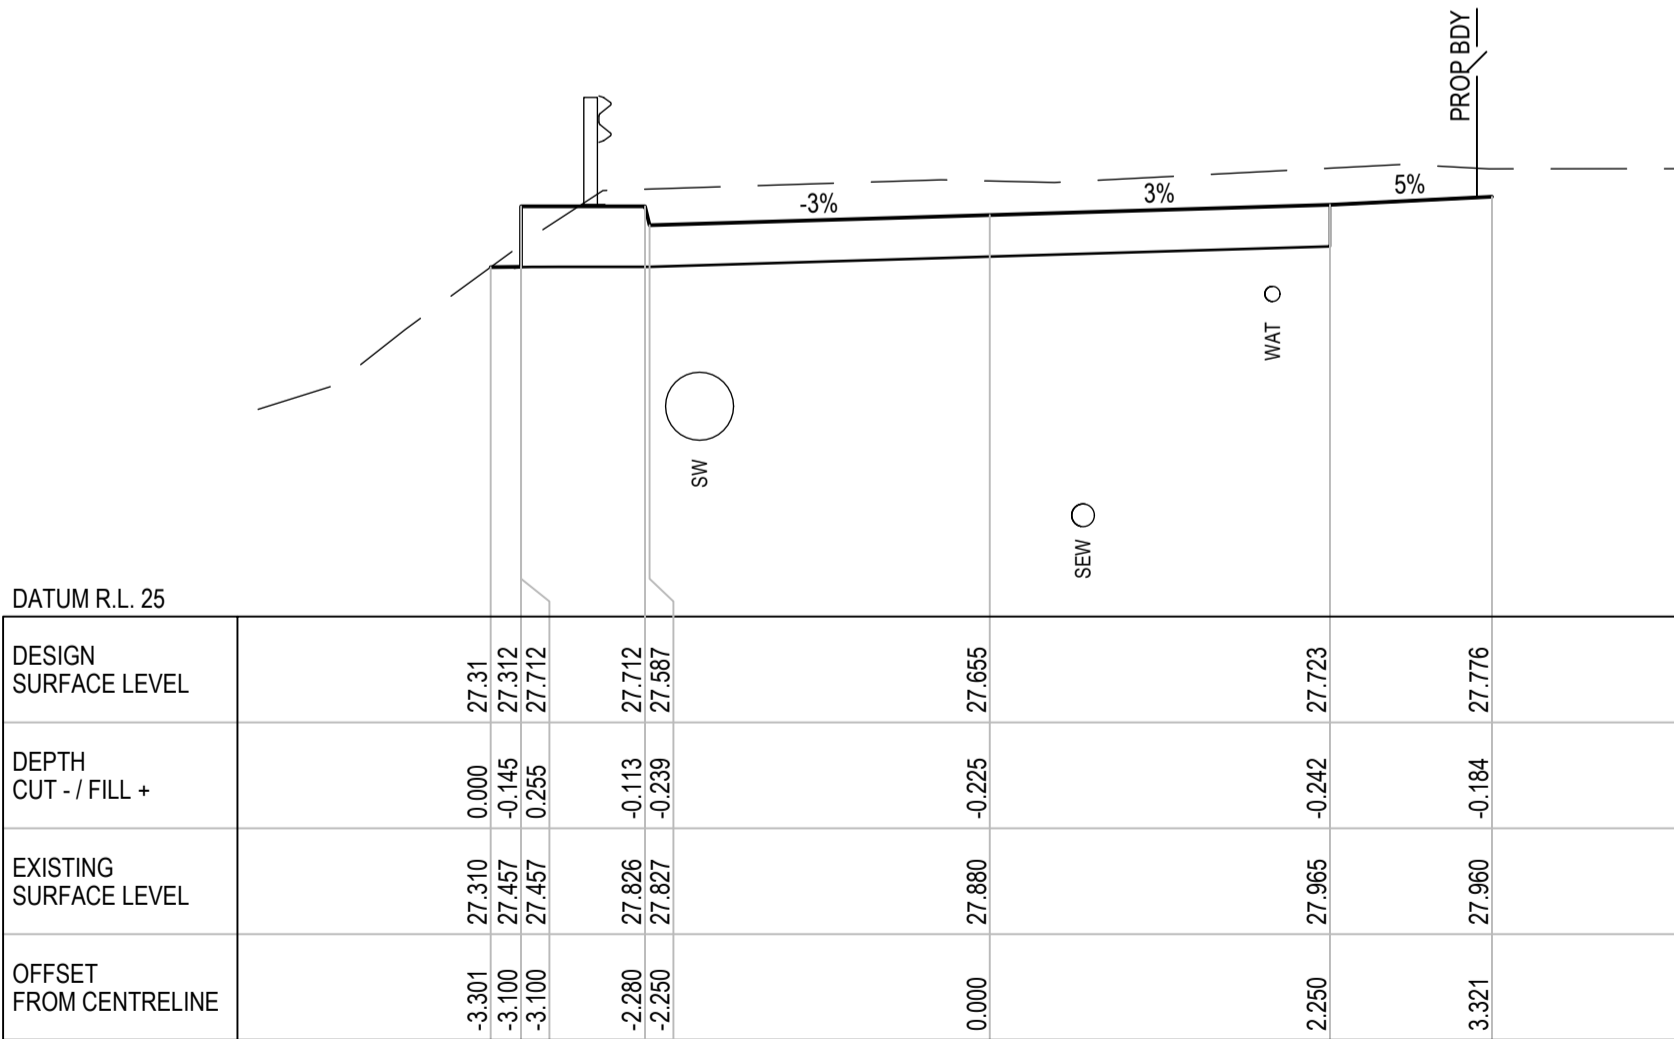 PROP BDY
-3%
3%
5%
WAT
SW
SEW
DATUM R.L. 25
DESIGN
SURFACE LEVEL
27.31 27.312 27.712 27.712 27.587 27.655 27.723 27.776
DEPTH
CUT - / FILL +
0.000 -0.145 0.255 -0.113 -0.239 -0.225 -0.242 -0.184
EXISTING
SURFACE LEVEL
27.310 27.457 27.457 27.826 27.827 27.880 27.965 27.960
OFFSET
FROM CENTRELINE
-3.301 -3.100 -3.100 -2.280 -2.250 0.000 2.250 3.321